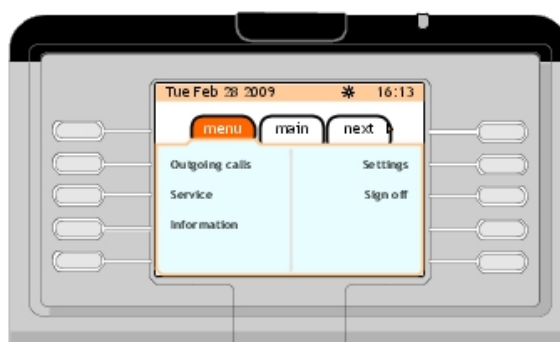 Tue Feb 28 2009 16:13
menu main next
Outgoing calls Settings
Service Sign off
Information